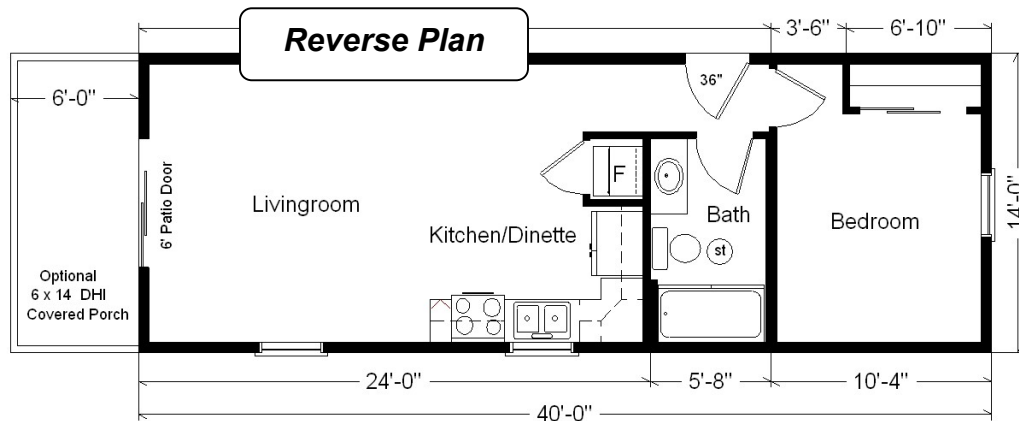 Reverse Plan
3'-6"
6'-10"
6'-0"
36"
14'-0"
6' Patio Door
F
Livingroom
Kitchen/Dinette
Bath
Bedroom
st
Optional
6 x 14 DHI
Covered Porch
24'-0"
5'-8"
10'-4"
40'-0"